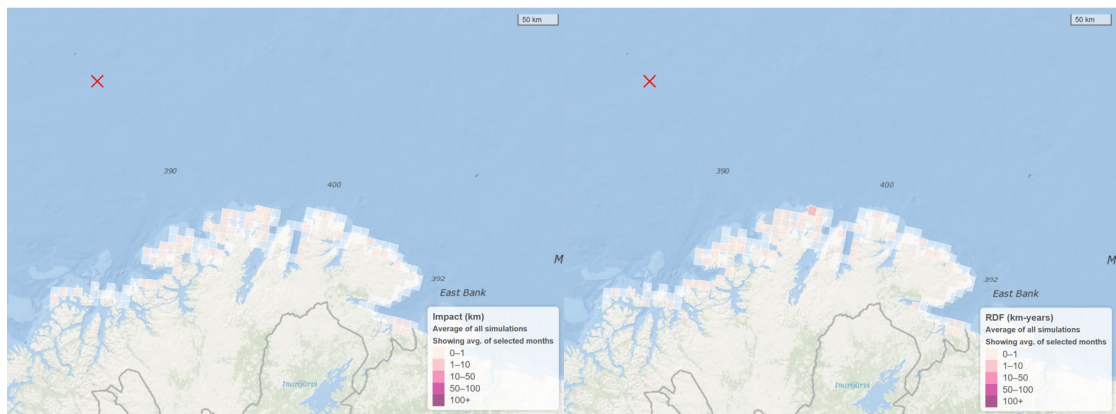 50 km
390
400
M
392
East Bank
Inarijärvi
Impact (km)
Average of all simulations
Showing avg. of selected months
0–1
1–10
10–50
50–100
100+
50 km
390
400
M
392
East Bank
Inarijärvi
RDF (km-years)
Average of all simulations
Showing avg. of selected months
0–1
1–10
10–50
50–100
100+